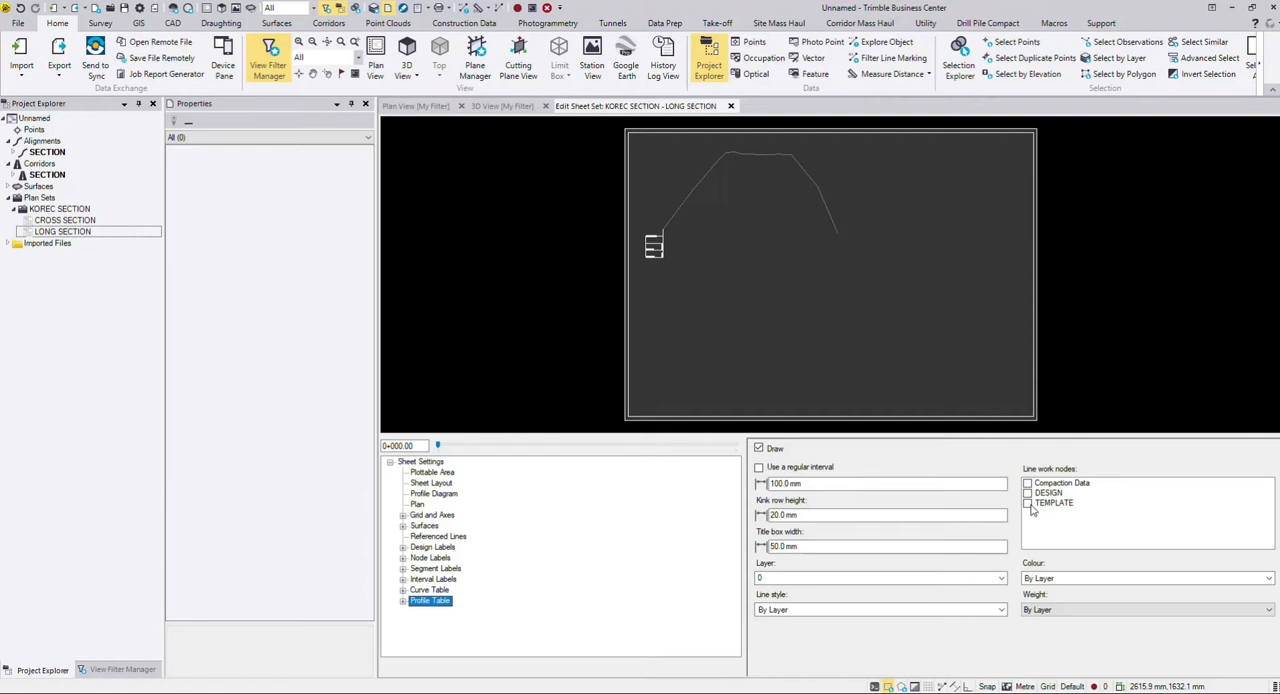 All
Unnamed - Trimble Business Center
File Home Survey GIS CAD Draughting Surfaces Corridors Point Clouds Construction Data Photogrammetry Tunnels Data Prep Take-off Site Mass Haul Corridor Mass Haul Utility Drill Pile Compact Macros Support
Import Export Send to Sync Open Remote File Save File Remotely Job Report Generator Device Pane
Data Exchange
View Filter Manager All Plan View 3D View Top Plane Manager Cutting Plane View Limit Box Station View Google Earth History Log View
View
Project Explorer Points Occupation Optical Photo Point Vector Feature Explore Object Filter Line Marking Measure Distance
Data
Selection Explorer Select Points Select Duplicate Points Select by Elevation Select Observations Select by Layer Select by Polygon Select Similar Advanced Select Invert Selection Sel
Selection
Project Explorer
Unnamed
Points
Alignments
SECTION
Corridors
SECTION
Surfaces
Plan Sets
KOREC SECTION
CROSS SECTION
LONG SECTION
Imported Files
Project Explorer View Filter Manager
Properties
All (0)
Plan View [My Filter] 3D View [My Filter] Edit Sheet Set: KOREC SECTION - LONG SECTION
0+000.00
Sheet Settings
Plottable Area
Sheet Layout
Profile Diagram
Plan
Grid and Axes
Surfaces
Referenced Lines
Design Labels
Node Labels
Segment Labels
Interval Labels
Curve Table
Profile Table
Draw
Use a regular interval
100.0 mm
Kink row height:
20.0 mm
Title box width:
50.0 mm
Layer:
0
Line style:
By Layer
Line work nodes:
Compaction Data
DESIGN
TEMPLATE
Colour:
By Layer
Weight:
By Layer
Snap Metre Grid Default 0 2615.9 mm,1632.1 mm